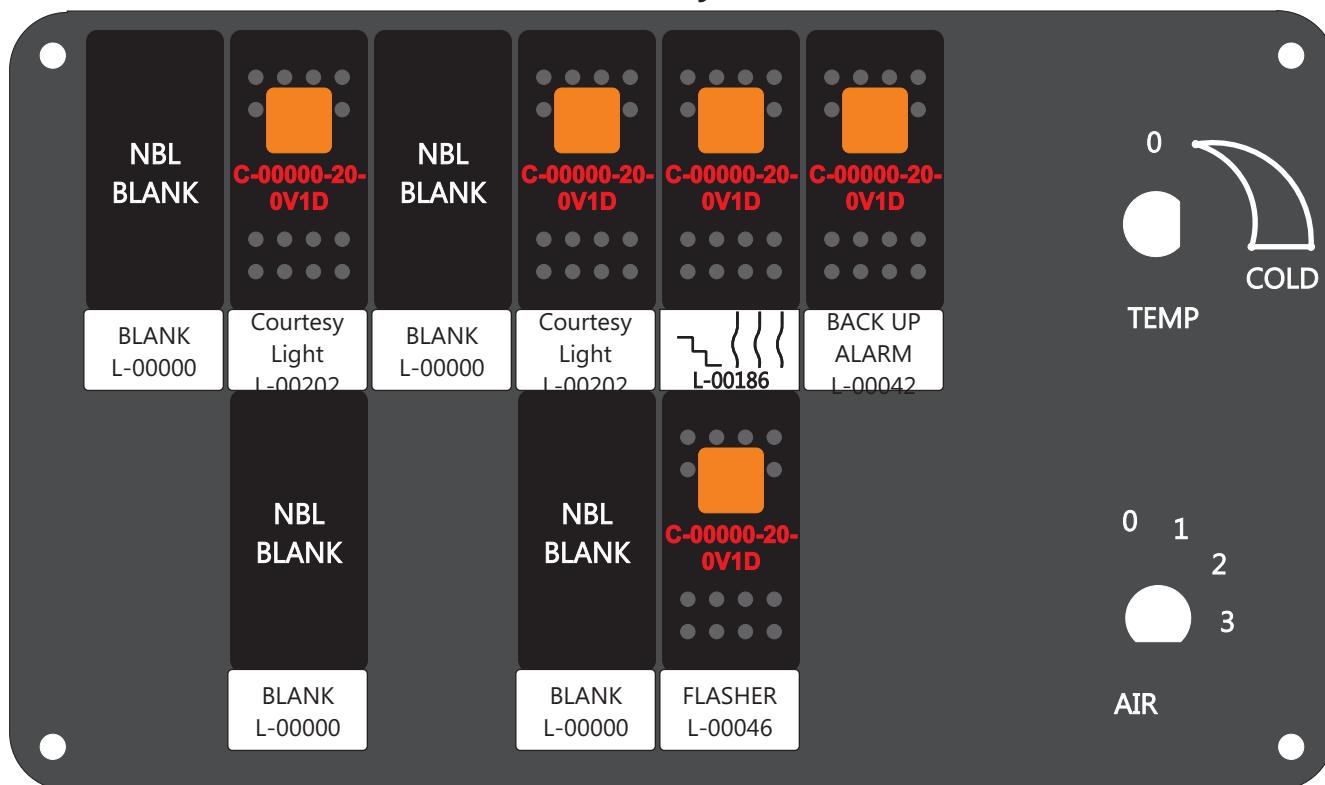 NBL
BLANK
C-00000-20-
0V1D
NBL
BLANK
C-00000-20-
0V1D
C-00000-20-
0V1D
C-00000-20-
0V1D
BLANK
L-00000
Courtesy
Light
L-00202
BLANK
L-00000
Courtesy
Light
L-00202
L-00186
BACK UP
ALARM
L-00042
0
COLD
TEMP
NBL
BLANK
NBL
BLANK
C-00000-20-
0V1D
BLANK
L-00000
BLANK
L-00000
FLASHER
L-00046
0
1
2
3
AIR